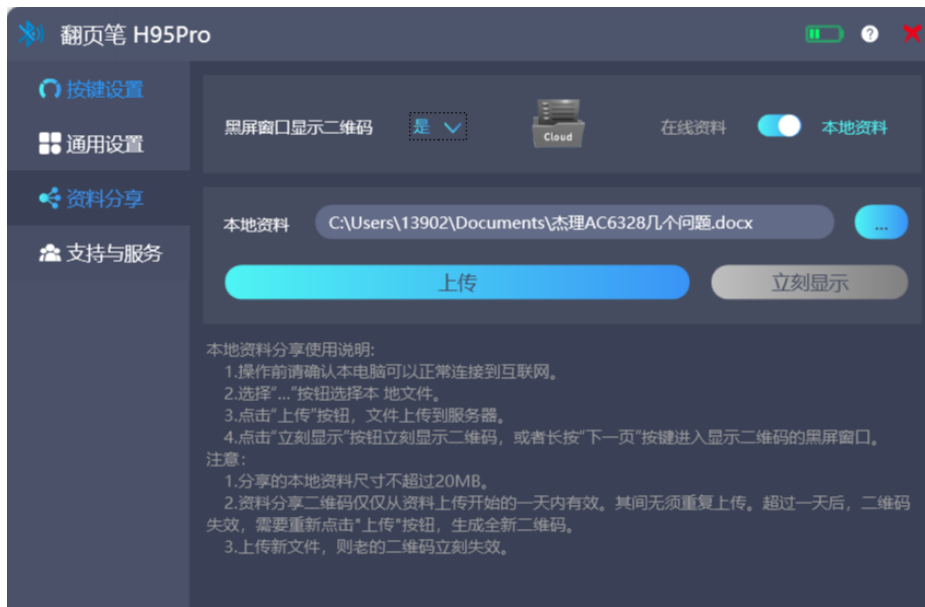 翻页笔 H95Pro
?
按键设置
通用设置
资料分享
支持与服务
黑屏窗口显示二维码
是
Cloud
在线资料
本地资料
本地资料
C:\Users\13902\Documents\杰理AC6328几个问题.docx
...
上传
立刻显示
本地资料分享使用说明:
1.操作前请确认本电脑可以正常连接到互联网。
2.选择“...”按钮选择本 地文件。
3.点击“上传”按钮，文件上传到服务器。
4.点击“立刻显示”按钮立刻显示二维码，或者长按“下一页”按键进入显示二维码的黑屏窗口。
注意：
1.分享的本地资料尺寸不超过20MB。
2.资料分享二维码仅仅从资料上传开始的一天内有效。其间无须重复上传。超过一天后，二维码
失效，需要重新点击"上传"按钮，生成全新二维码。
3.上传新文件，则老的二维码立刻失效。